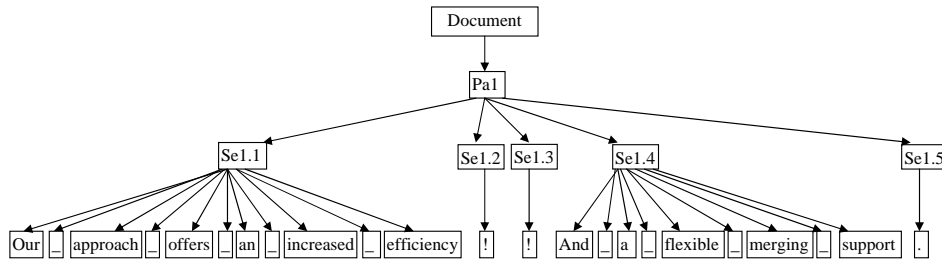 Document
Pa1
Se1.1 Se1.2 Se1.3 Se1.4 Se1.5
Our _ approach _ offers _ an _ increased _ efficiency ! ! And _ a _ flexible _ merging _ support .